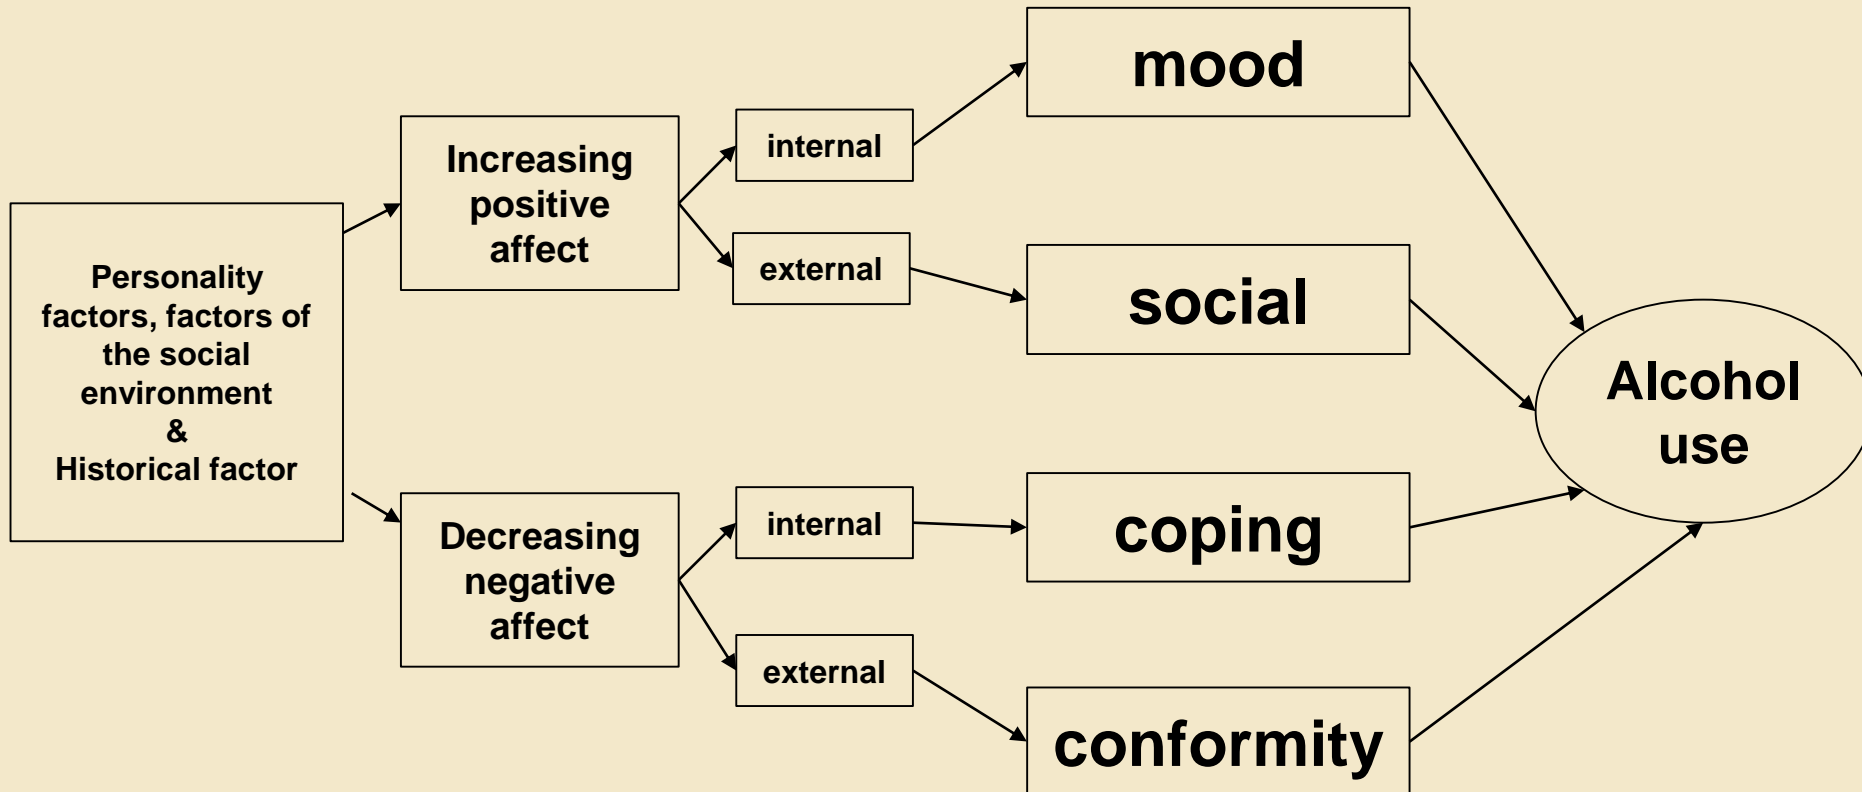 Personality
factors, factors of
the social
environment
&
Historical factor
Increasing
positive
affect
internal
external
mood
social
Decreasing
negative
affect
internal
external
coping
conformity
Alcohol
use